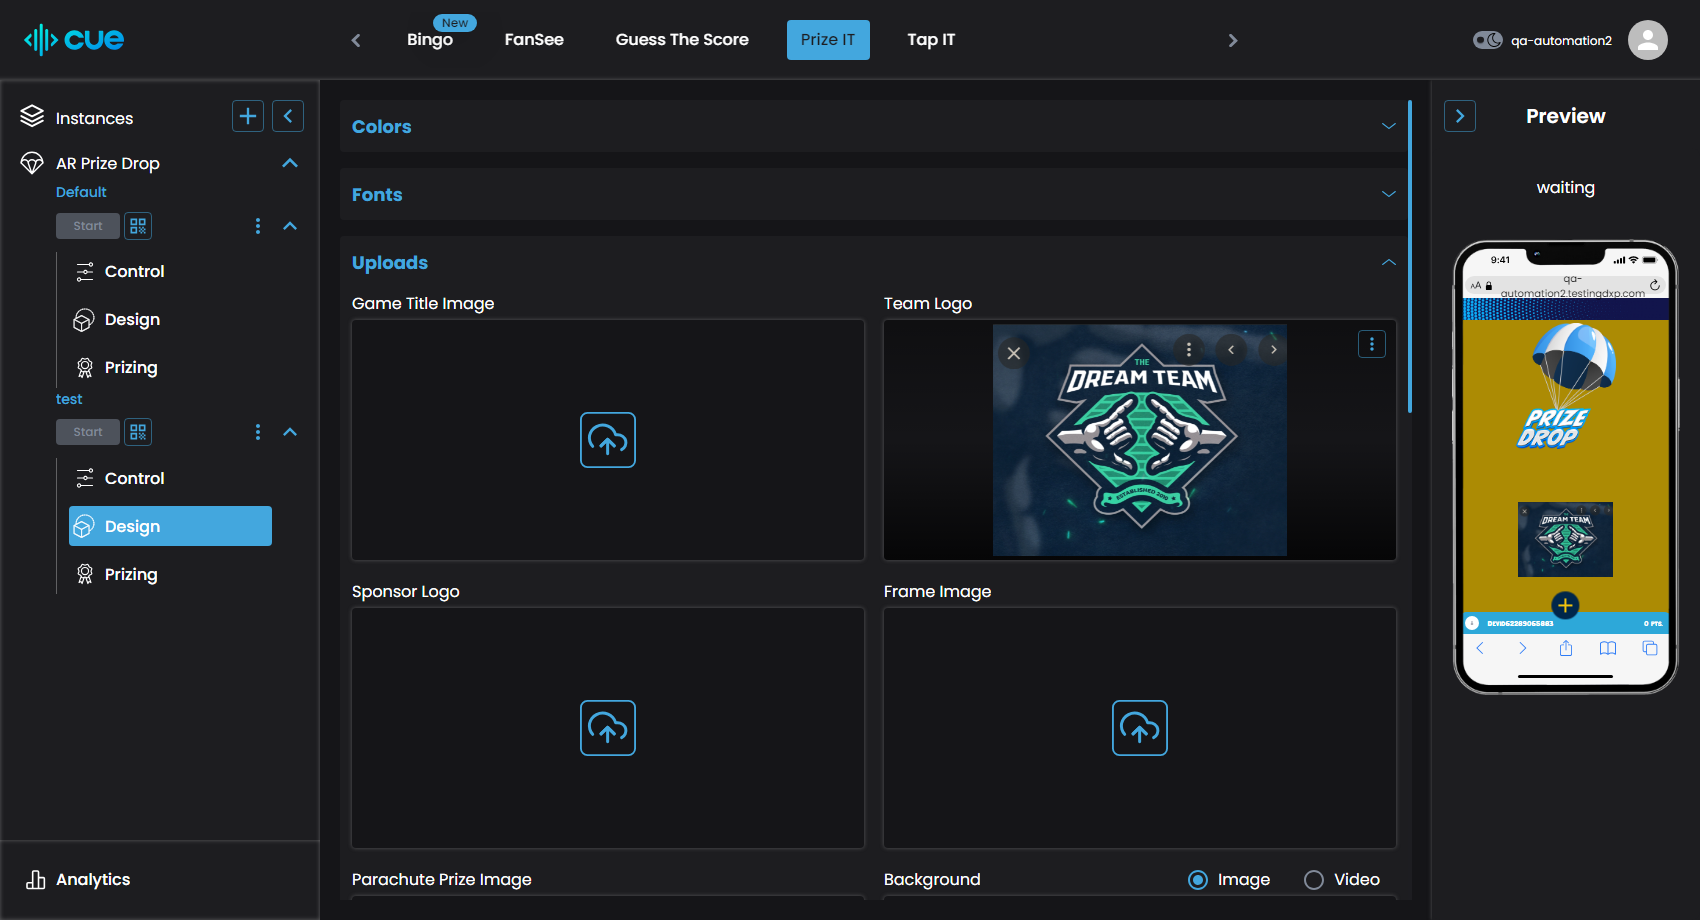 cue
New
Bingo
FanSee
Guess The Score
Prize IT
Tap IT
qa-automation2
Instances
AR Prize Drop
Default
Start
Control
Design
Prizing
test
Start
Control
Design
Prizing
Analytics
Colors
Fonts
Uploads
Game Title Image
Team Logo
THE
DREAM TEAM
ESTABLISHED 2019
Sponsor Logo
Frame Image
Parachute Prize Image
Background
Image
Video
Preview
waiting
9:41
AA
qa-
automation2.testingdxp.com
PRIZE
DROP
DREAM TEAM
0 PTS.